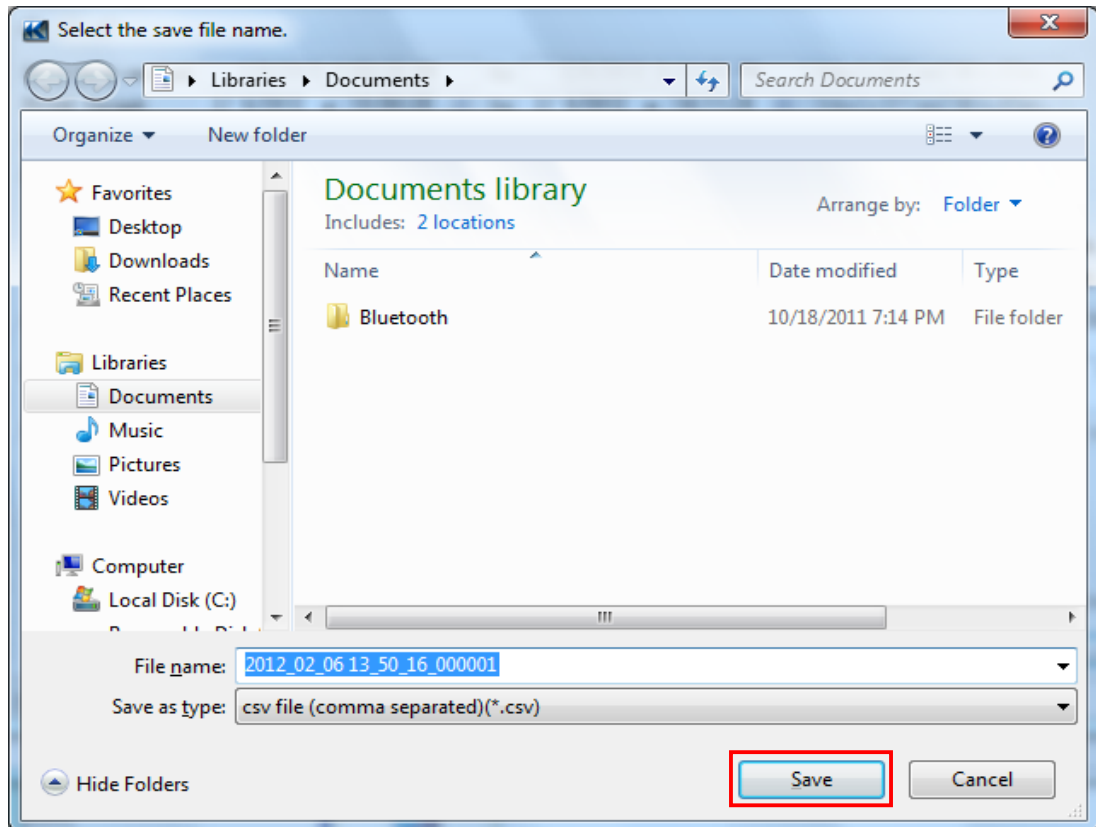 Select the save file name.
Libraries Documents
Search Documents
Organize New folder
Favorites
Desktop
Downloads
Recent Places
Libraries
Documents
Music
Pictures
Videos
Computer
Local Disk (C:)
Documents library
Includes: 2 locations
Arrange by: Folder
Name Date modified Type
Bluetooth 10/18/2011 7:14 PM File folder
File name: 2012_02_06 13_50_16_000001
Save as type: csv file (comma separated)(*.csv)
Hide Folders
Save Cancel